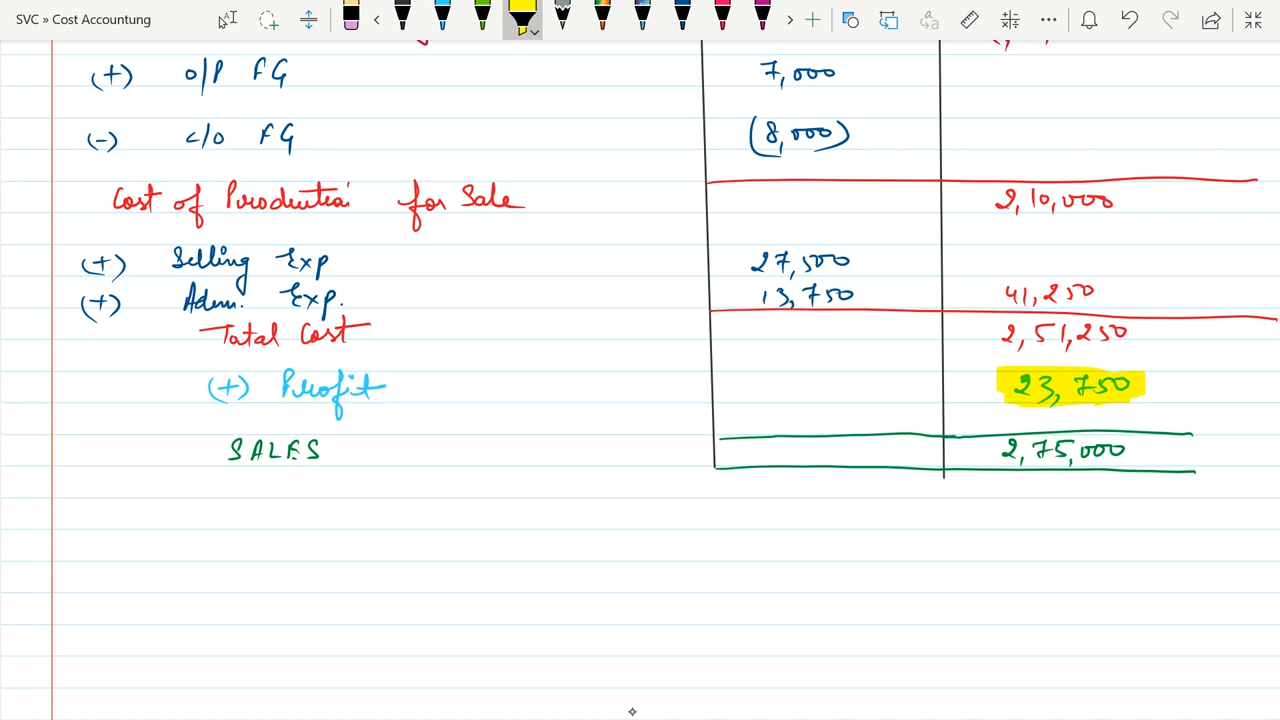 SVC » Cost Accountung
(+) O/P FG 7,000
(-) C/O FG (8,000)
Cost of Production for Sale 2,10,000
(+) Selling Exp 27,500
(+) Adm. Exp. 13,750 41,250
Total Cost 2,51,250
(+) Profit 23,750
SALES 2,75,000